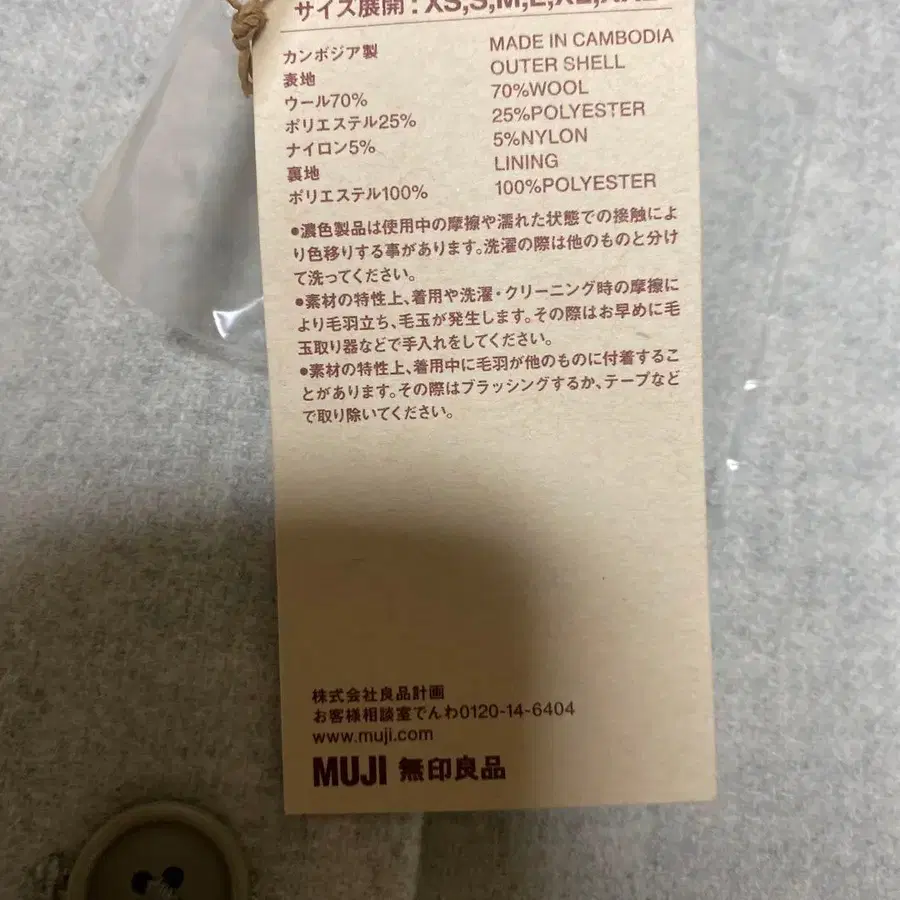 サイズ展開 : XS,S,M,L,XL,XXL
カンボジア製
表地
ウール70%
ポリエステル25%
ナイロン5%
裏地
ポリエステル100%
MADE IN CAMBODIA
OUTER SHELL
70%WOOL
25%POLYESTER
5%NYLON
LINING
100%POLYESTER
●濃色製品は使用中の摩擦や濡れた状態での接触によ
り色移りする事があります。洗濯の際は他のものと分け
て洗ってください。
●素材の特性上、着用や洗濯・クリーニング時の摩擦に
より毛羽立ち、毛玉が発生します。その際はお早めに毛
玉取り器などで手入れをしてください。
●素材の特性上、着用中に毛羽が他のものに付着するこ
とがあります。その際はブラッシングするか、テープなど
で取り除いてください。
株式会社良品計画
お客様相談室でんわ0120-14-6404
www.muji.com
MUJI 無印良品